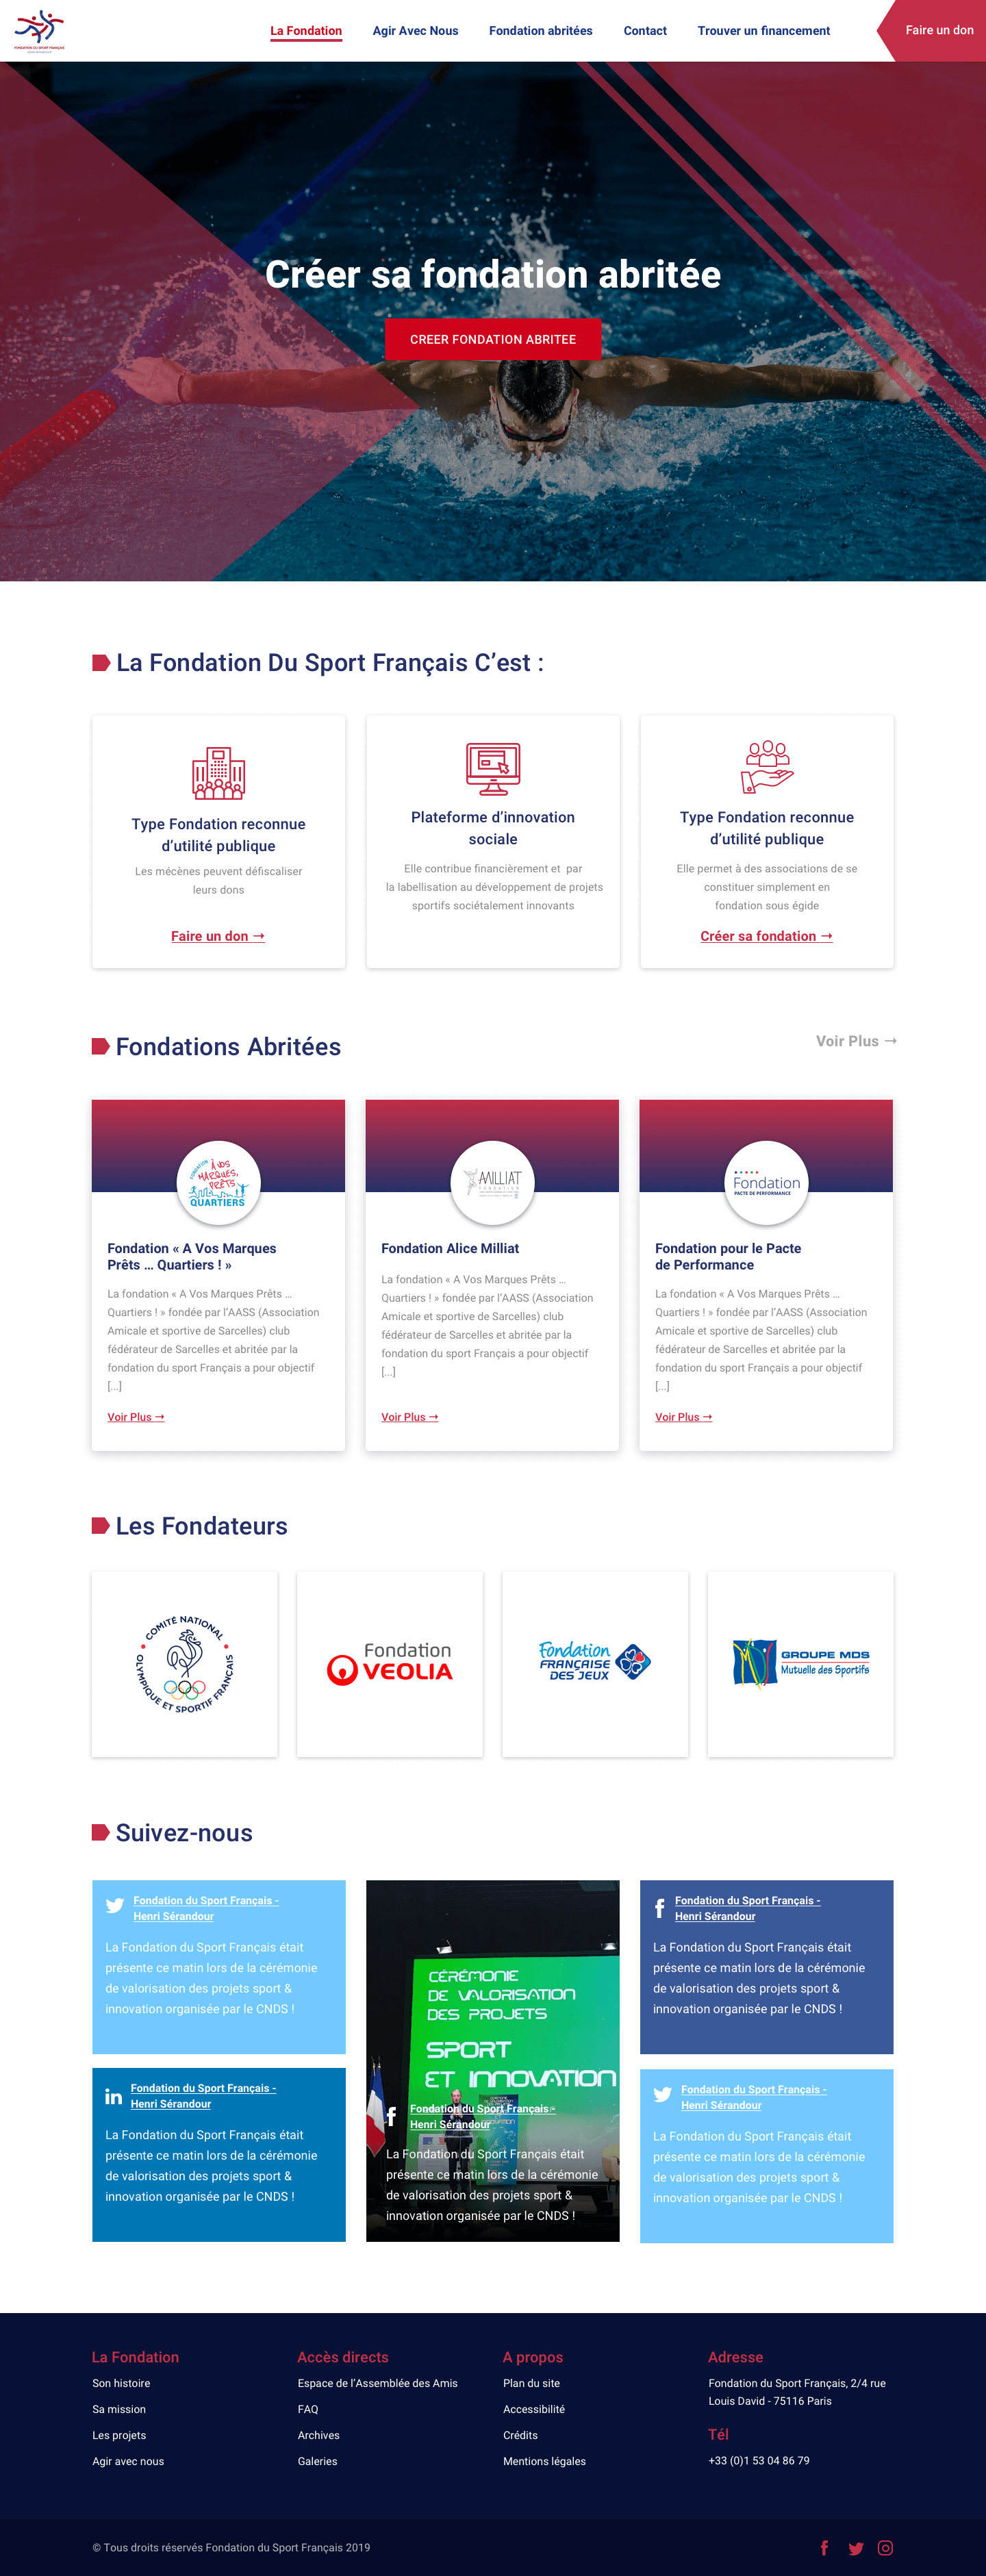 FONDATION DU SPORT FRANÇAIS
La Fondation
Agir Avec Nous
Fondation abritées
Contact
Trouver un financement
Faire un don
Créer sa fondation abritée
CREER FONDATION ABRITEE
La Fondation Du Sport Français C’est :
Type Fondation reconnue
d’utilité publique
Les mécènes peuvent défiscaliser
leurs dons
Faire un don →
Plateforme d’innovation
sociale
Elle contribue financièrement et par
la labellisation au développement de projets
sportifs sociétalement innovants
Type Fondation reconnue
d’utilité publique
Elle permet à des associations de se
constituer simplement en
fondation sous égide
Créer sa fondation →
Fondations Abritées
Voir Plus →
FONDATION
À VOS
MARQUES,
PRÊTS
QUARTIERS
Fondation « A Vos Marques
Prêts ... Quartiers ! »
La fondation « A Vos Marques Prêts ...
Quartiers ! » fondée par l’AASS (Association
Amicale et sportive de Sarcelles) club
fédérateur de Sarcelles et abritée par la
fondation du sport Français a pour objectif
[...]
Voir Plus →
MILLIAT
FONDATION
Fondation Alice Milliat
La fondation « A Vos Marques Prêts ...
Quartiers ! » fondée par l’AASS (Association
Amicale et sportive de Sarcelles) club
fédérateur de Sarcelles et abritée par la
fondation du sport Français a pour objectif
[...]
Voir Plus →
Fondation
PACTE DE PERFORMANCE
Fondation pour le Pacte
de Performance
La fondation « A Vos Marques Prêts ...
Quartiers ! » fondée par l’AASS (Association
Amicale et sportive de Sarcelles) club
fédérateur de Sarcelles et abritée par la
fondation du sport Français a pour objectif
[...]
Voir Plus →
Les Fondateurs
COMITÉ NATIONAL
OLYMPIQUE ET SPORTIF FRANÇAIS
Fondation
VEOLIA
Fondation
FRANÇAISE
DES JEUX
GROUPE MDS
Mutuelle des Sportifs
Suivez-nous
Fondation du Sport Français -
Henri Sérandour
La Fondation du Sport Français était
présente ce matin lors de la cérémonie
de valorisation des projets sport &
innovation organisée par le CNDS !
Fondation du Sport Français -
Henri Sérandour
La Fondation du Sport Français était
présente ce matin lors de la cérémonie
de valorisation des projets sport &
innovation organisée par le CNDS !
CÉRÉMONIE
DE VALORISATION
DES PROJETS
SPORT
ET INNOVATION
Fondation du Sport Français -
Henri Sérandour
La Fondation du Sport Français était
présente ce matin lors de la cérémonie
de valorisation des projets sport &
innovation organisée par le CNDS !
Fondation du Sport Français -
Henri Sérandour
La Fondation du Sport Français était
présente ce matin lors de la cérémonie
de valorisation des projets sport &
innovation organisée par le CNDS !
Fondation du Sport Français -
Henri Sérandour
La Fondation du Sport Français était
présente ce matin lors de la cérémonie
de valorisation des projets sport &
innovation organisée par le CNDS !
La Fondation
Son histoire
Sa mission
Les projets
Agir avec nous
Accès directs
Espace de l’Assemblée des Amis
FAQ
Archives
Galeries
A propos
Plan du site
Accessibilité
Crédits
Mentions légales
Adresse
Fondation du Sport Français, 2/4 rue
Louis David - 75116 Paris
Tél
+33 (0)1 53 04 86 79
© Tous droits réservés Fondation du Sport Français 2019